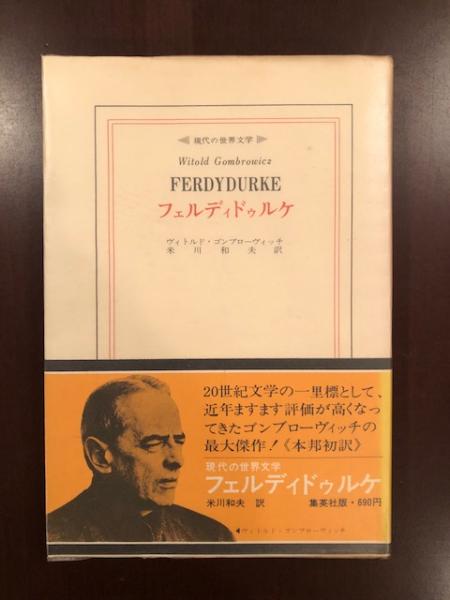 現代の世界文学
Witold Gombrowicz
FERDYDURKE
フェルディドゥルケ
ヴィトルド・ゴンブローヴィッチ
米川和夫訳
20世紀文学の一里標として、
近年ますます評価が高くなっ
てきたゴンブローヴィッチの
最大傑作!《本邦初訳》
現代の世界文学
フェルディドゥルケ
米川和夫 訳 集英社版・690円
◀ヴィトルド・ゴンブローヴィッチ